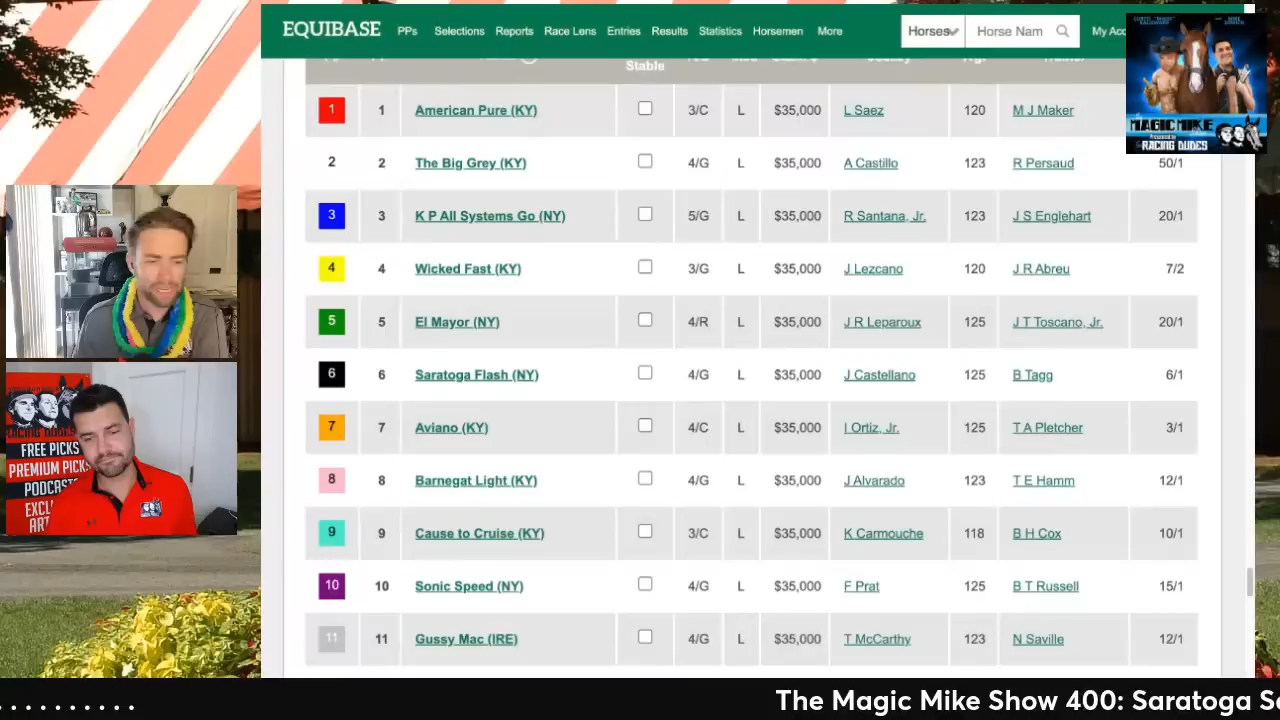 EQUIBASE
PPs Selections Reports Race Lens Entries Results Statistics Horsemen More Horses Horse Nam My Acc
Stable
1 1 American Pure (KY) 3/C L $35,000 L Saez 120 M J Maker
2 2 The Big Grey (KY) 4/G L $35,000 A Castillo 123 R Persaud 50/1
3 3 K P All Systems Go (NY) 5/G L $35,000 R Santana, Jr. 123 J S Englehart 20/1
4 4 Wicked Fast (KY) 3/G L $35,000 J Lezcano 120 J R Abreu 7/2
5 5 El Mayor (NY) 4/R L $35,000 J R Leparoux 125 J T Toscano, Jr. 20/1
6 6 Saratoga Flash (NY) 4/G L $35,000 J Castellano 125 B Tagg 6/1
7 7 Aviano (KY) 4/C L $35,000 I Ortiz, Jr. 125 T A Pletcher 3/1
8 8 Barnegat Light (KY) 4/G L $35,000 J Alvarado 123 T E Hamm 12/1
9 9 Cause to Cruise (KY) 3/C L $35,000 K Carmouche 118 B H Cox 10/1
10 10 Sonic Speed (NY) 4/G L $35,000 F Prat 125 B T Russell 15/1
11 11 Gussy Mac (IRE) 4/G L $35,000 T McCarthy 123 N Saville 12/1
MAGIC MIKE
RACING DUDES
RACING DUDES
FREE PICKS
PREMIUM PICKS
PODCAS
EXCL
ART
. . . . . . . . . . The Magic Mike Show 400: Saratoga S